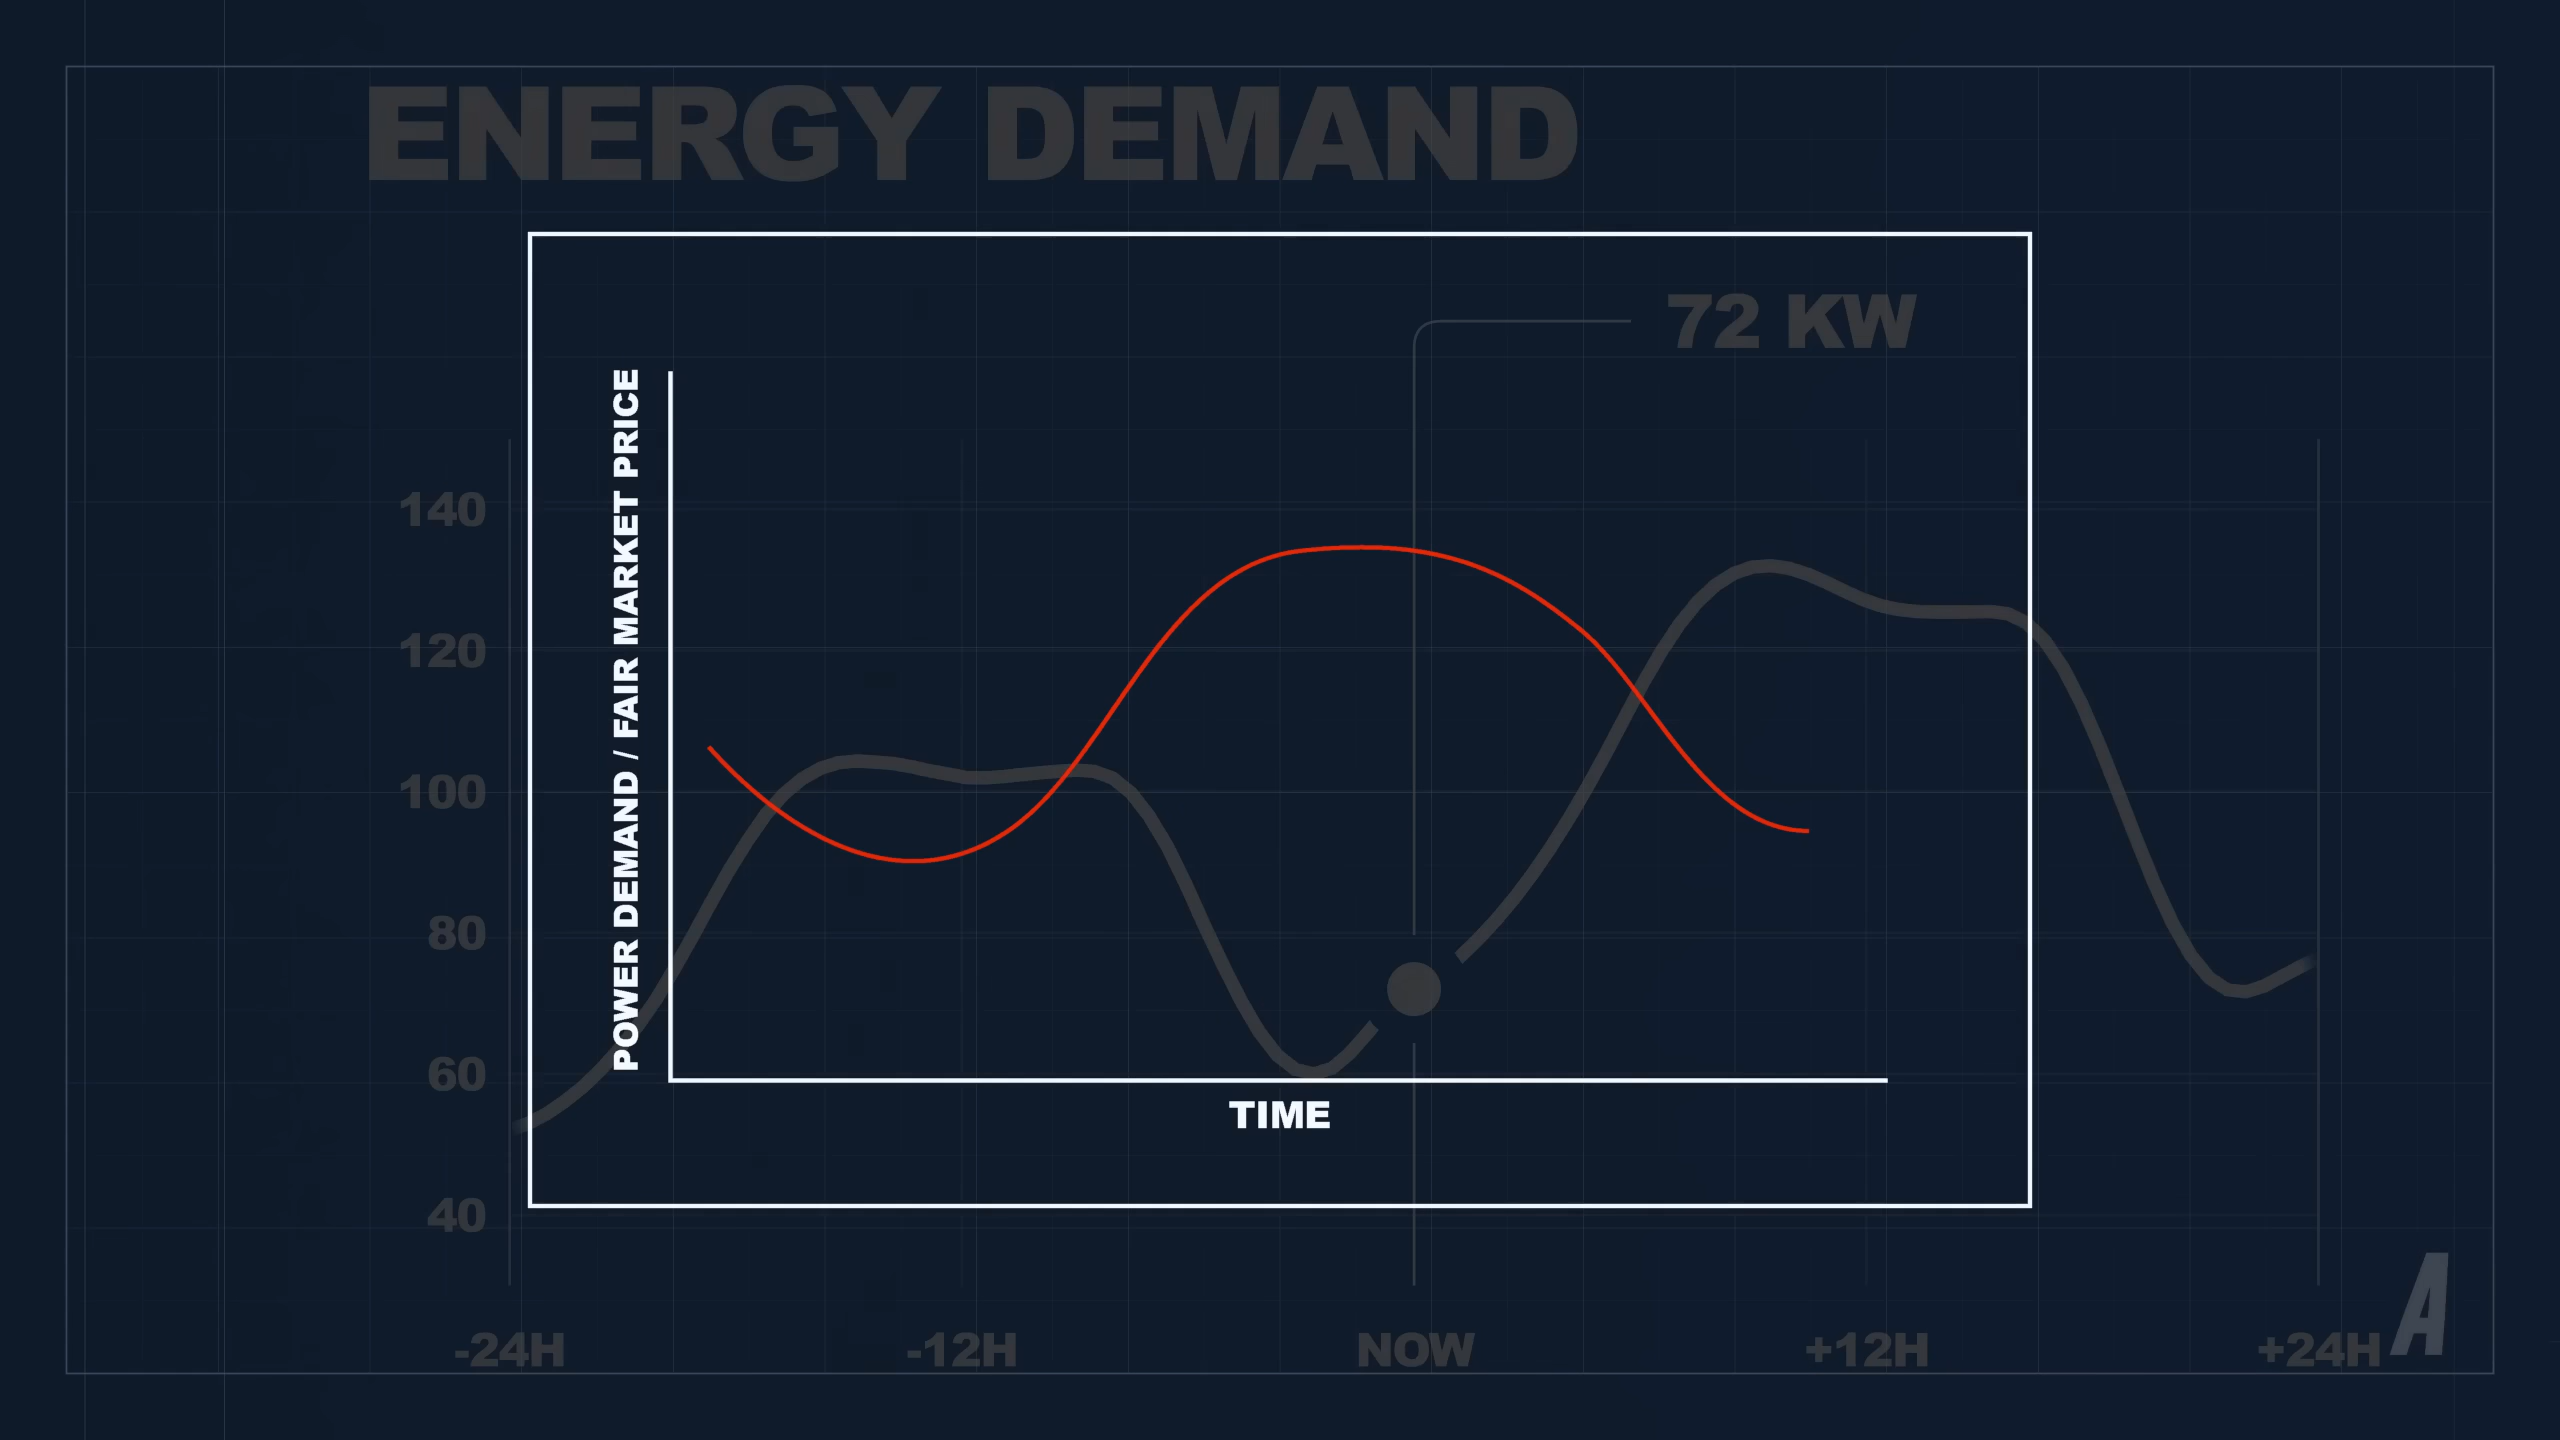 ENERGY DEMAND
72 KW
POWER DEMAND / FAIR MARKET PRICE
140
120
100
80
60
40
TIME
-24H
-12H
NOW
+12H
+24H
A